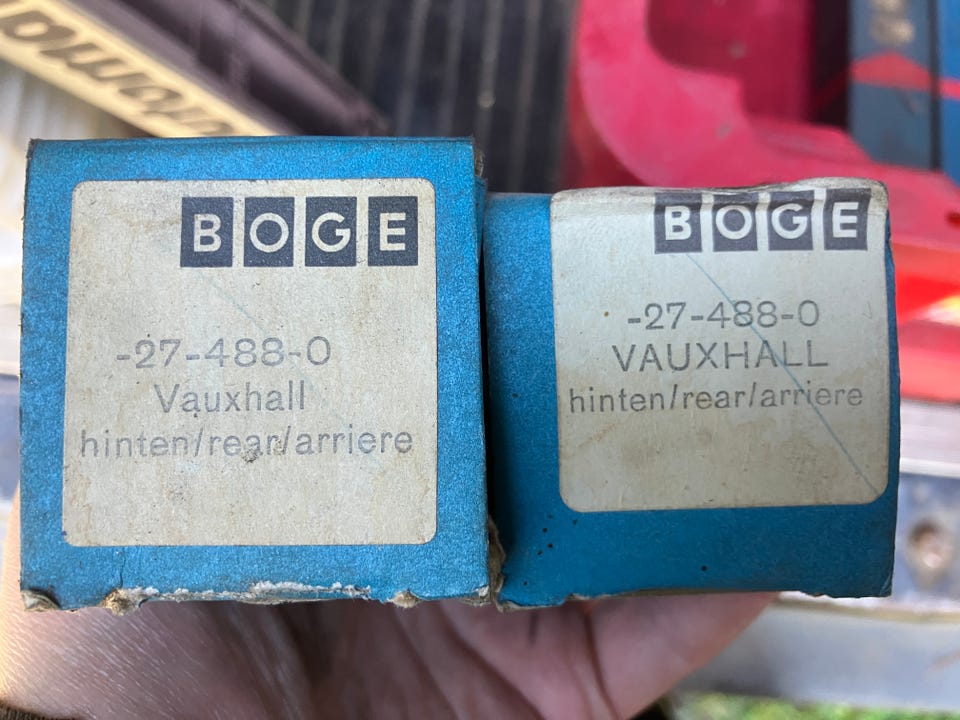 BOGE
-27-488-0
Vauxhall
hinten/rear/arriere
BOGE
-27-488-0
VAUXHALL
hinten/rear/arriere